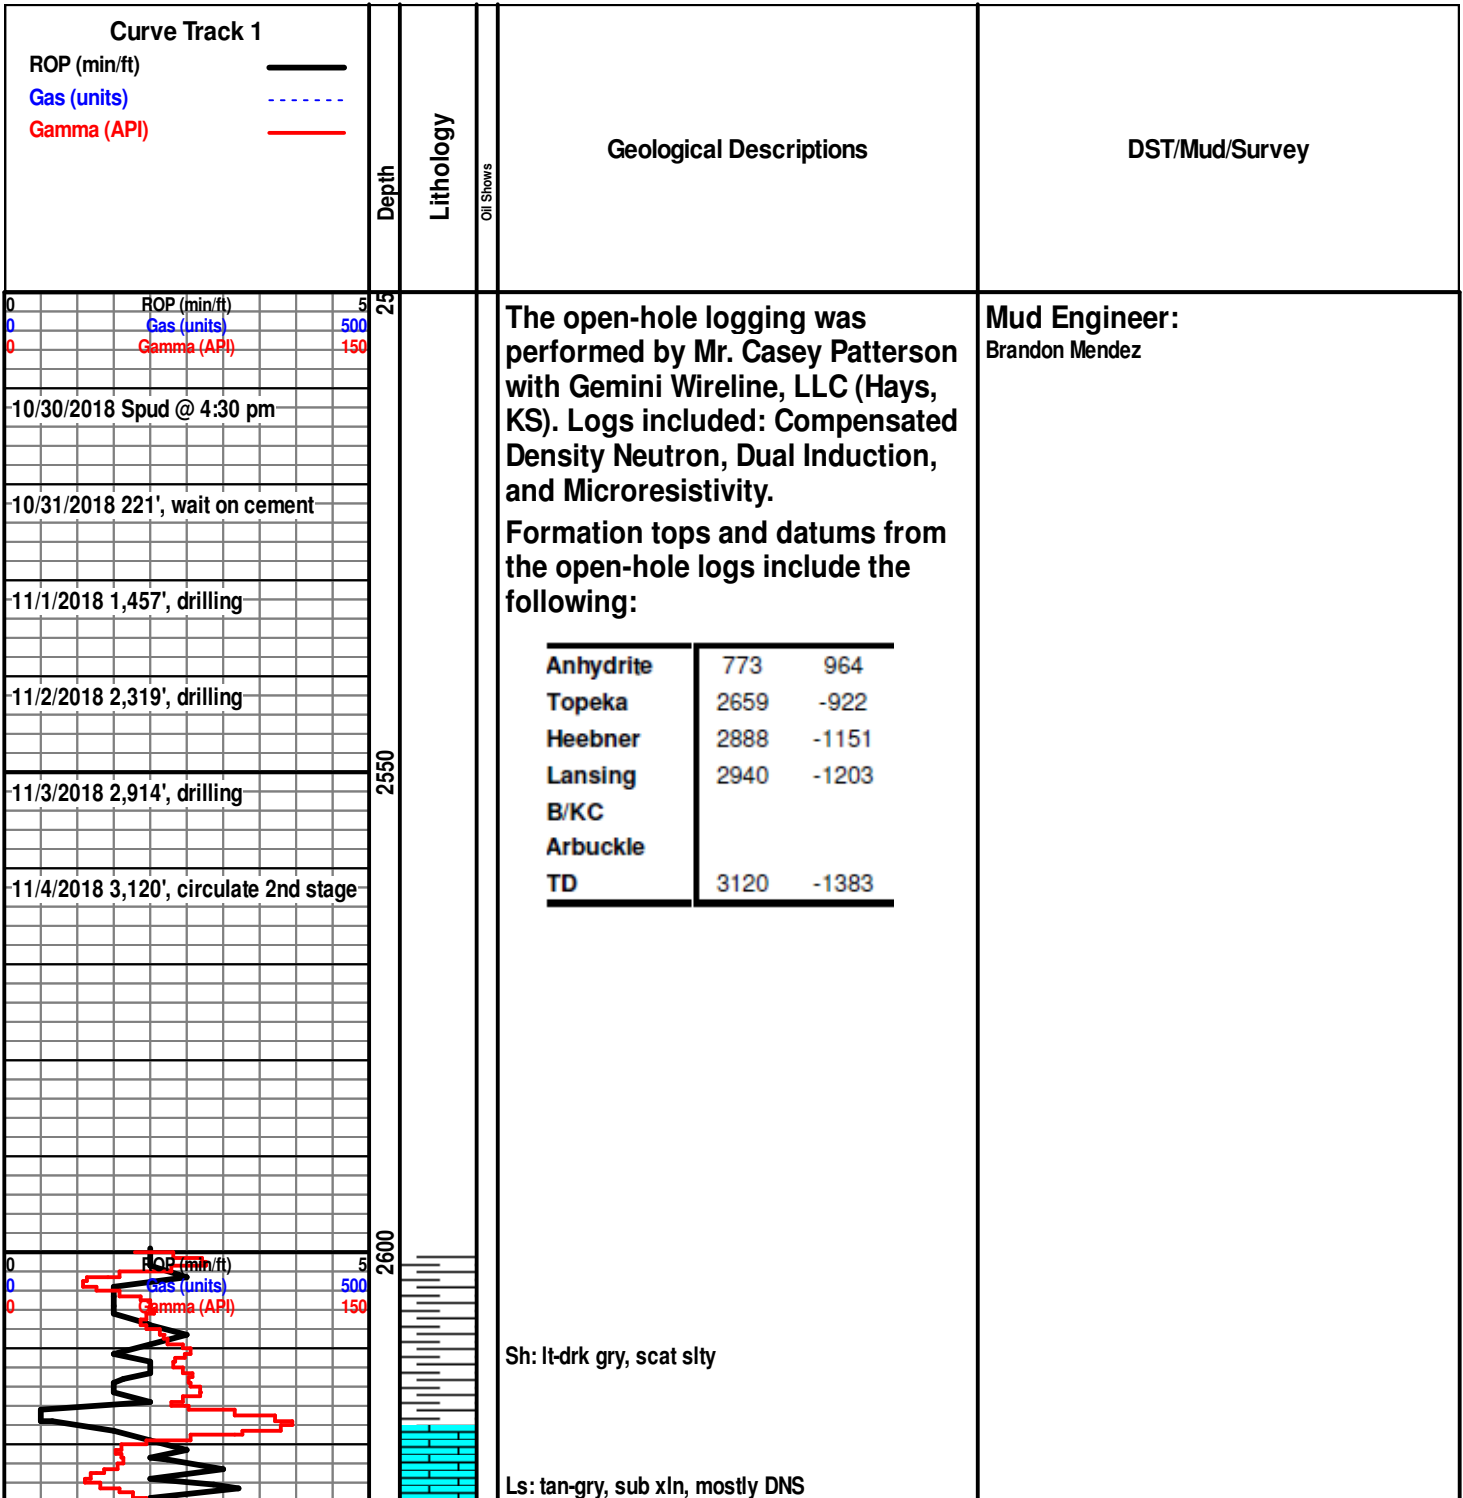 Curve Track 1
ROP (min/ft)
Gas (units)
Gamma (API)
Depth
Lithology
Oil Shows
Geological Descriptions
DST/Mud/Survey
0 ROP (min/ft) 5
0 Gas (units) 500
0 Gamma (API) 150
25
10/30/2018 Spud @ 4:30 pm
10/31/2018 221', wait on cement
11/1/2018 1,457', drilling
11/2/2018 2,319', drilling
2550
11/3/2018 2,914', drilling
11/4/2018 3,120', circulate 2nd stage
The open-hole logging was
performed by Mr. Casey Patterson
with Gemini Wireline, LLC (Hays,
KS). Logs included: Compensated
Density Neutron, Dual Induction,
and Microresistivity.
Formation tops and datums from
the open-hole logs include the
following:
Anhydrite 773 964
Topeka 2659 -922
Heebner 2888 -1151
Lansing 2940 -1203
B/KC
Arbuckle
TD 3120 -1383
Mud Engineer:
Brandon Mendez
2600
0 ROP (min/ft) 5
0 Gas (units) 500
0 Gamma (API) 150
Sh: lt-drk gry, scat slty
Ls: tan-gry, sub xln, mostly DNS